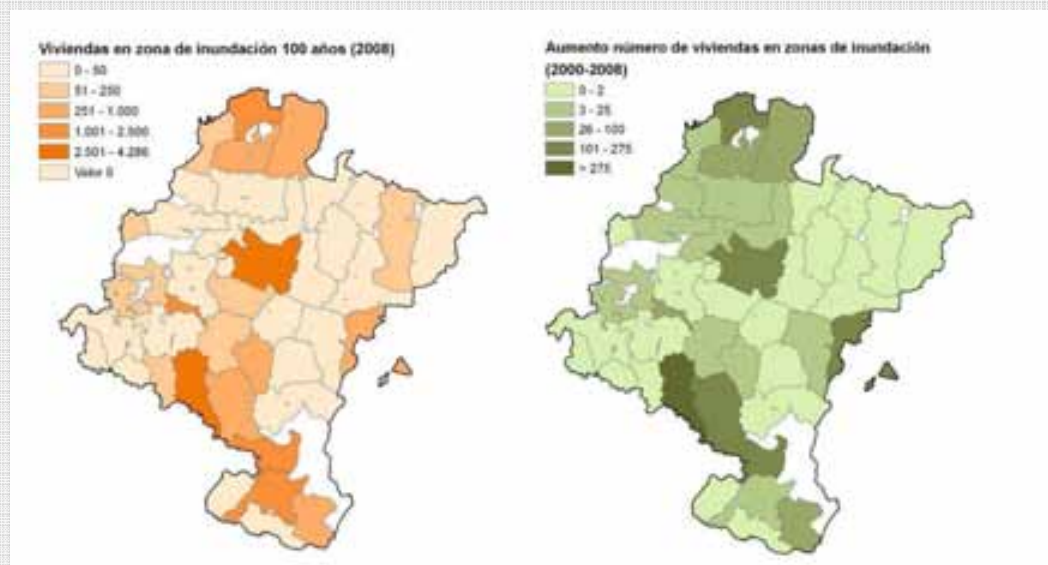 Viviendas en zona de inundación 100 años (2008)
0 - 50
51 - 250
251 - 1.000
1.001 - 2.500
2.501 - 4.286
Valor 0
Aumento número de viviendas en zonas de inundación
(2000-2008)
0 - 2
3 - 25
26 - 100
101 - 275
> 275